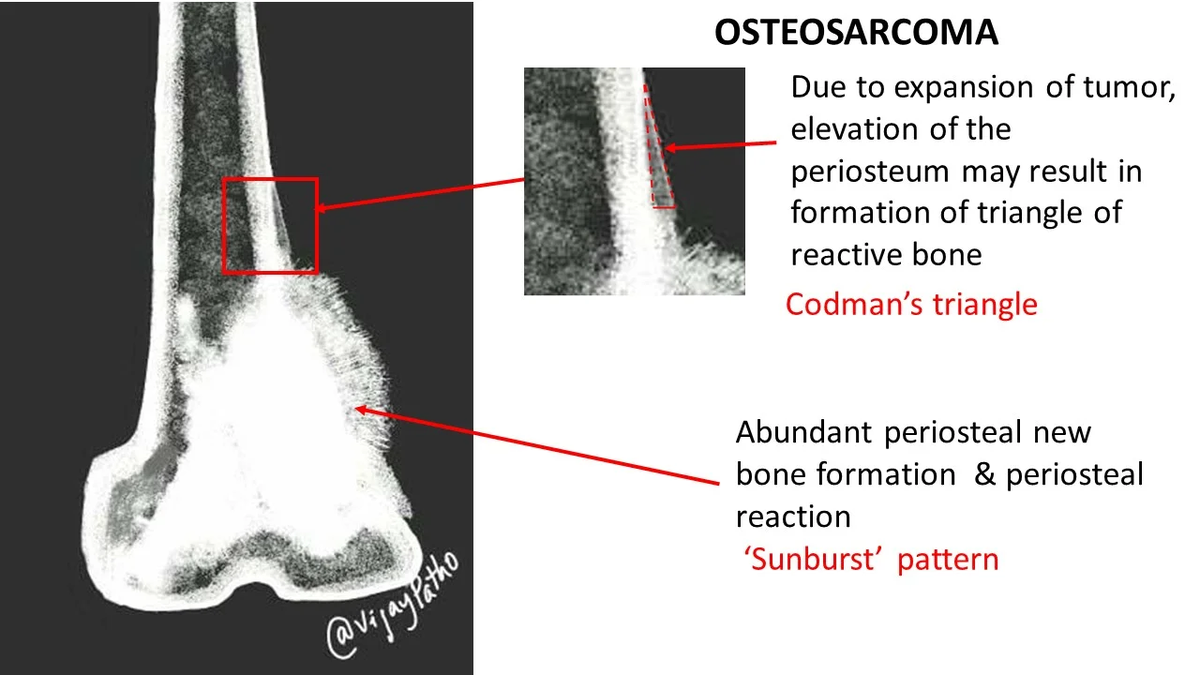 OSTEOSARCOMA
Due to expansion of tumor,
elevation of the
periosteum may result in
formation of triangle of
reactive bone
Codman's triangle
Abundant periosteal new
bone formation & periosteal
reaction
‘Sunburst’ pattern
@VijayPatho